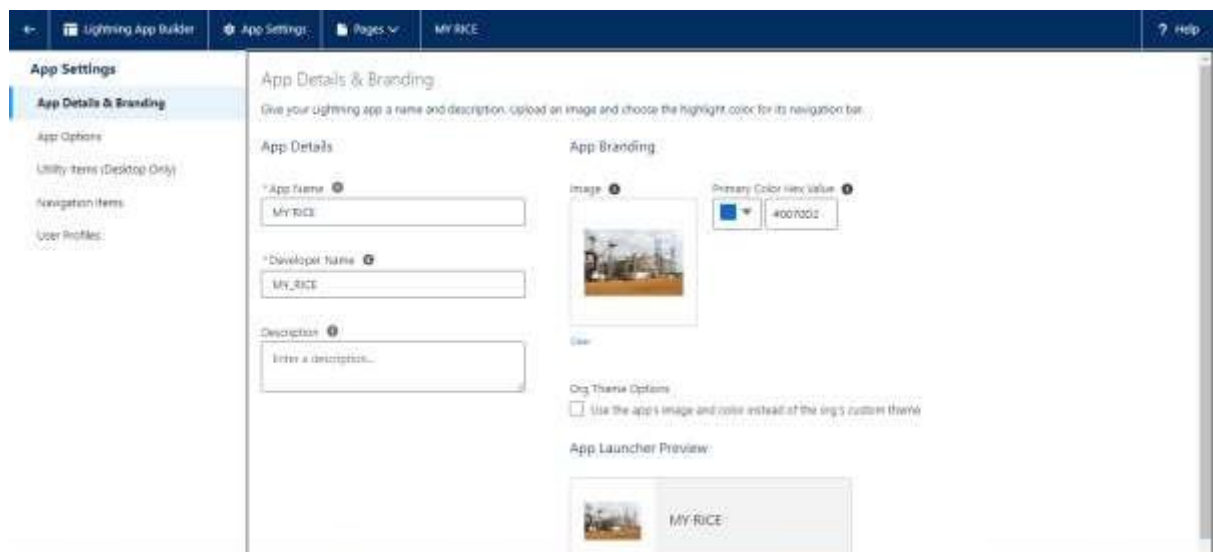 Lightning App Builder
App Settings
Pages
MY RICE
? Help
App Settings
App Details & Branding
App Options
Utility Items (Desktop Only)
Navigation Items
User Profiles
App Details & Branding
Give your Lightning app a name and description. Upload an image and choose the highlight color for its navigation bar.
App Details
* App Name
MY RICE
* Developer Name
MY_RICE
Description
Enter a description...
App Branding
Image
Primary Color Hex Value
#0070D2
Clear
Org Theme Options
Use the app's image and color instead of the org's custom theme
App Launcher Preview
MY RICE